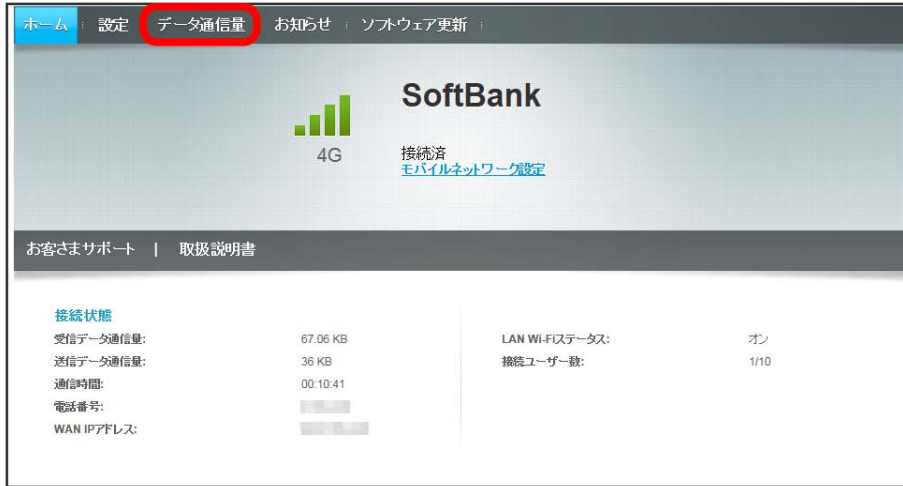 ホーム 設定 データ通信量 お知らせ ソフトウェア更新
SoftBank
4G
接続済
モバイルネットワーク設定
お客さまサポート | 取扱説明書
接続状態
受信データ通信量: 67.06 KB LAN Wi-Fiステータス: オン
送信データ通信量: 36 KB 接続ユーザー数: 1/10
通信時間: 00:10:41
電話番号:
WAN IPアドレス: